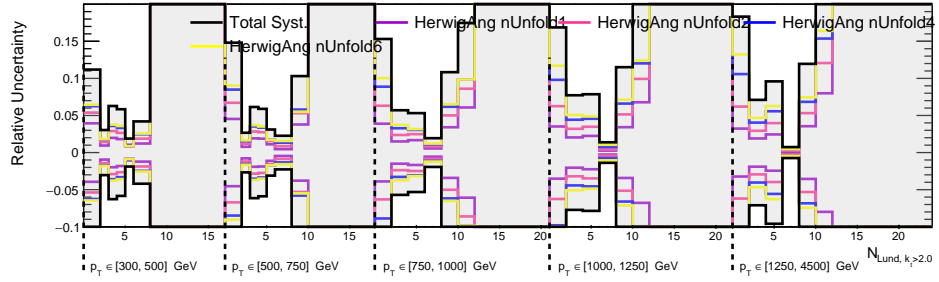 Total Syst. HerwigAng nUnfold1 HerwigAng nUnfold2 HerwigAng nUnfold4
HerwigAng nUnfold6
Relative Uncertainty
0.15
0.1
0.05
0
−0.05
−0.1
5 10 15 5 10 15 5 10 15 20 5 10 15 20 5 10 15 20
N_Lund, k_t>2.0
p_T ∈ [300, 500] GeV p_T ∈ [500, 750] GeV p_T ∈ [750, 1000] GeV p_T ∈ [1000, 1250] GeV p_T ∈ [1250, 4500] GeV